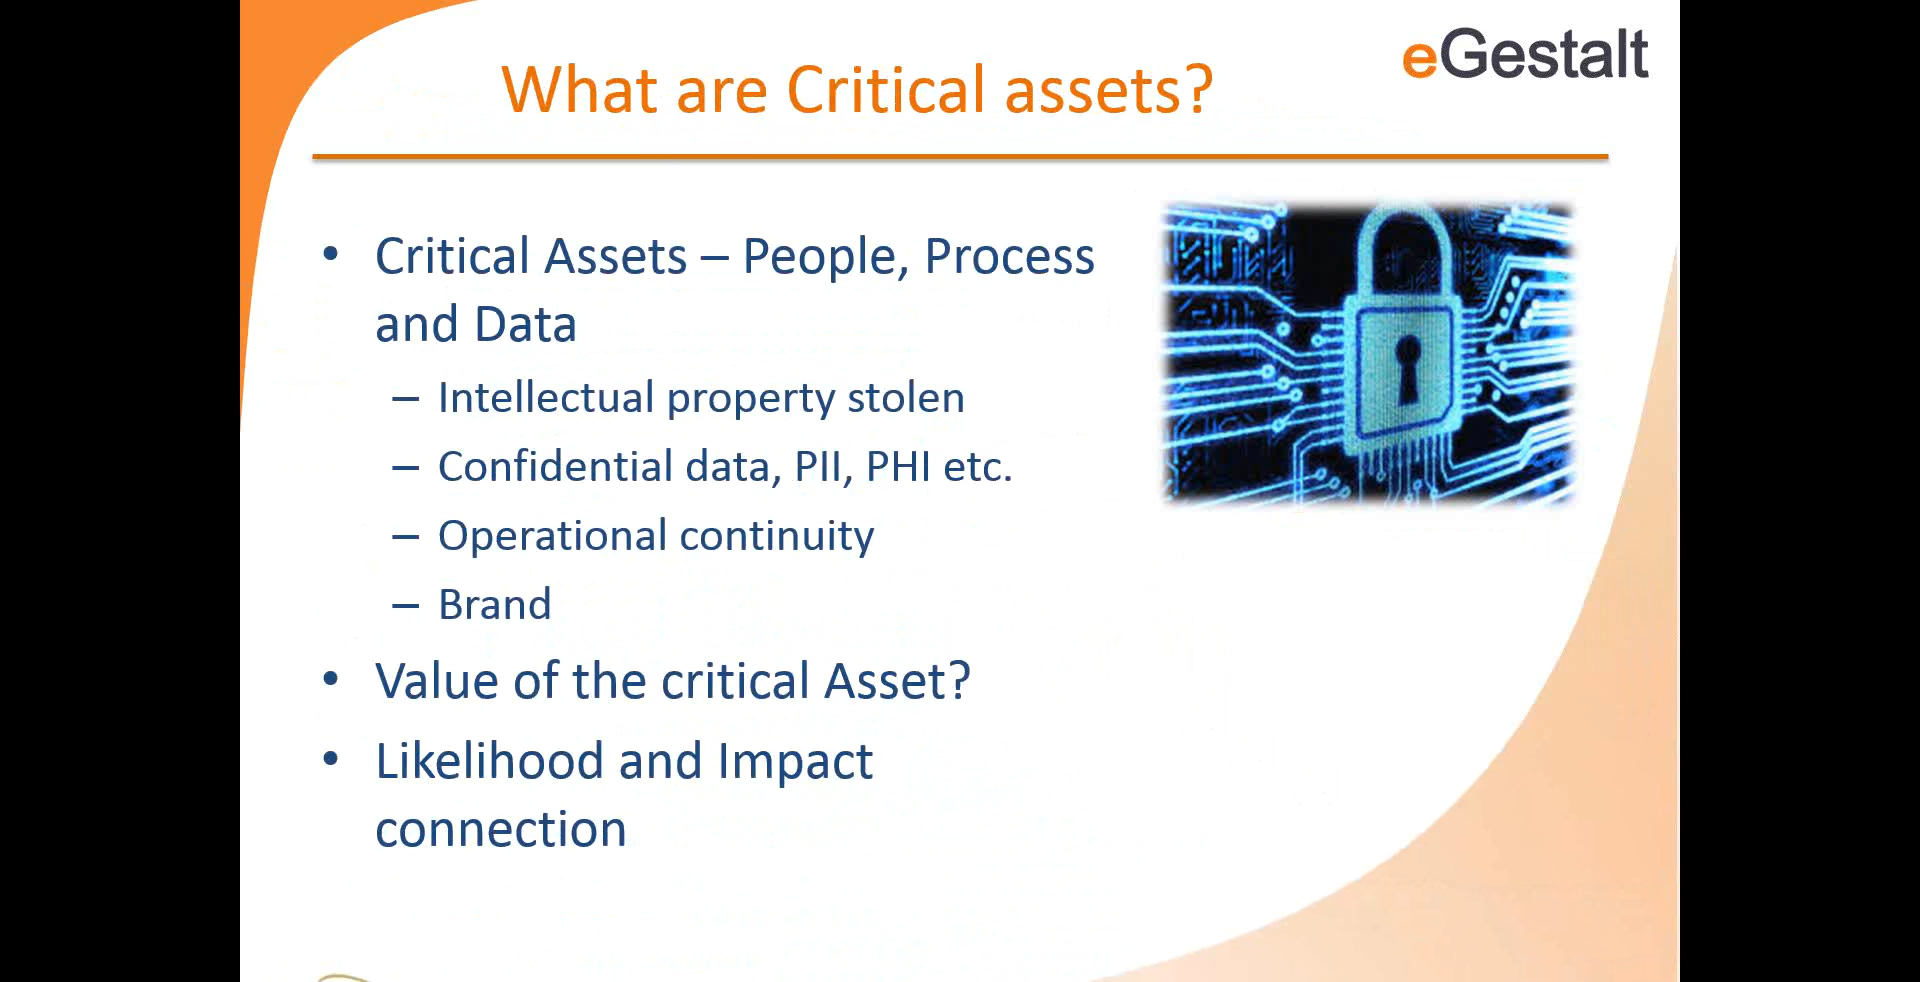 eGestalt
What are Critical assets?
• Critical Assets – People, Process
and Data
– Intellectual property stolen
– Confidential data, PII, PHI etc.
– Operational continuity
– Brand
• Value of the critical Asset?
• Likelihood and Impact
connection